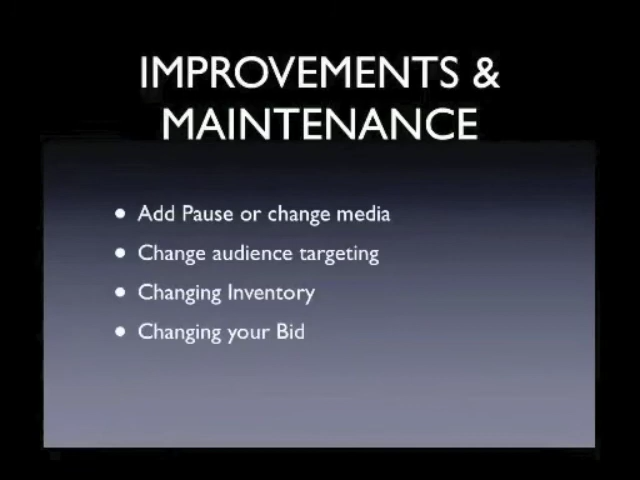 IMPROVEMENTS &
MAINTENANCE
• Add Pause or change media
• Change audience targeting
• Changing Inventory
• Changing your Bid